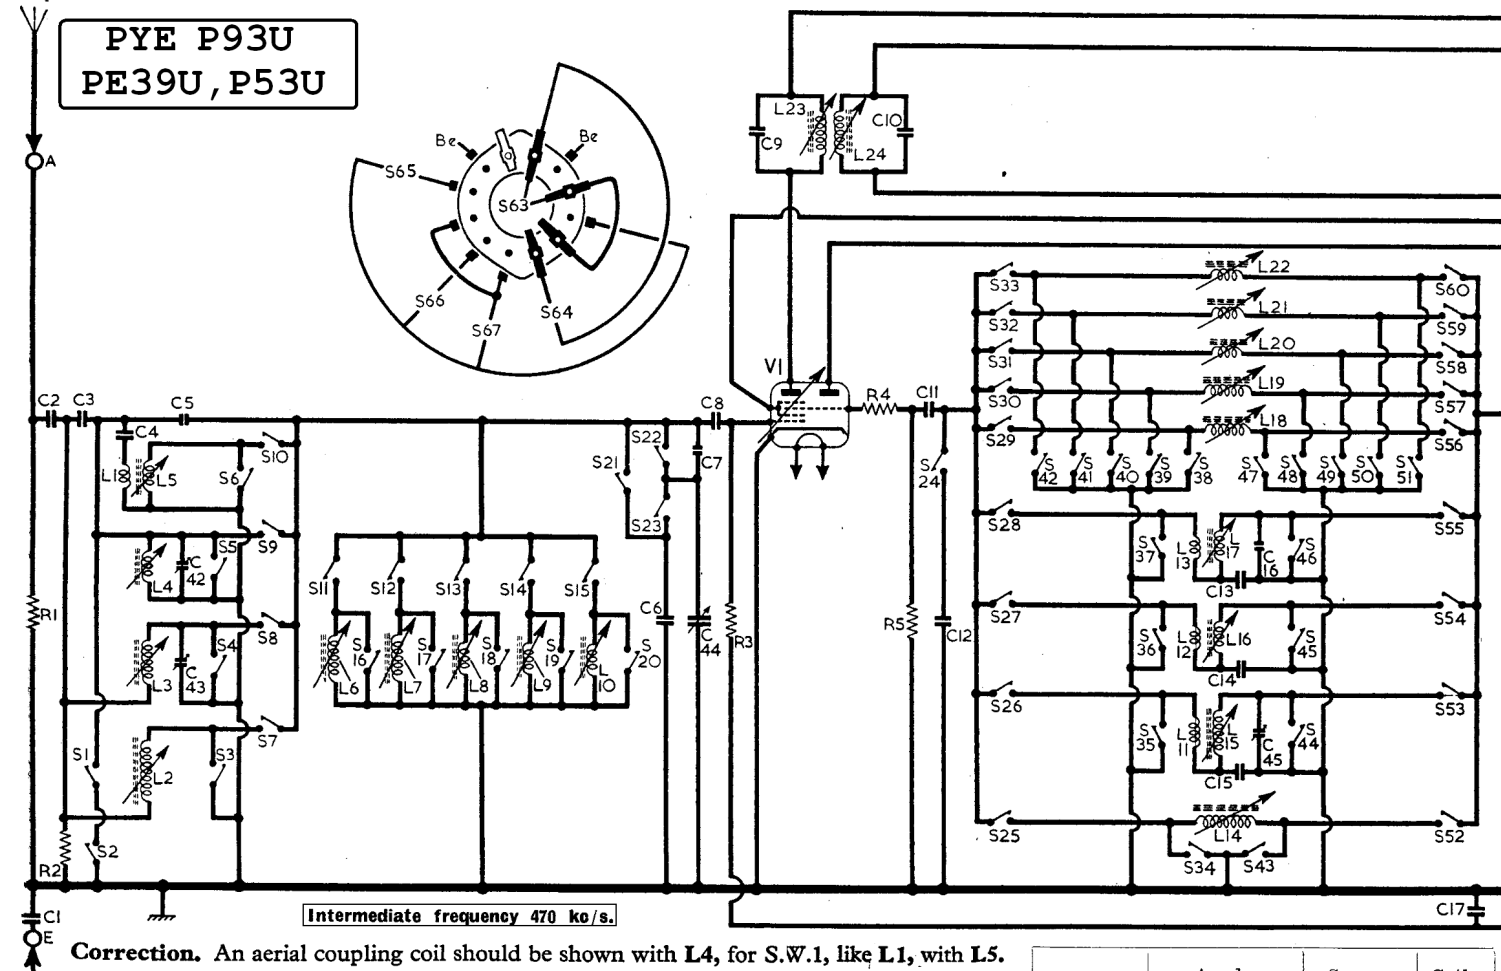 PYE P93U
PE39U, P53U
A
Be
Be
S65
S63
S66
S67
S64
L23
C9
C10
L24
V1
R4
C11
S33
L22
S60
S32
L21
S59
S31
L20
S58
S30
L19
S57
S29
L18
S56
S42
S41
S40
S39
S38
S47
S48
S49
S50
S51
C2
C3
C5
C8
C4
S10
L1
L5
S6
S21
S22
C7
S23
S24
S9
L4
C42
S5
S8
S28
S37
L13
L17
C16
S46
S55
C13
R1
S11
S12
S13
S14
S15
S16
S17
S18
S19
S20
L6
L7
L8
L9
L10
C6
C44
R3
R5
C12
L3
C43
S4
S7
S27
S36
L12
L16
S45
S54
C14
S1
L2
S3
S26
S35
L11
L15
C45
S44
S53
C15
R2
S2
S25
L14
S52
S34
S43
C1
E
C17
Intermediate frequency 470 kc/s.
Correction. An aerial coupling coil should be shown with L4, for S.W.1, like L1, with L5.